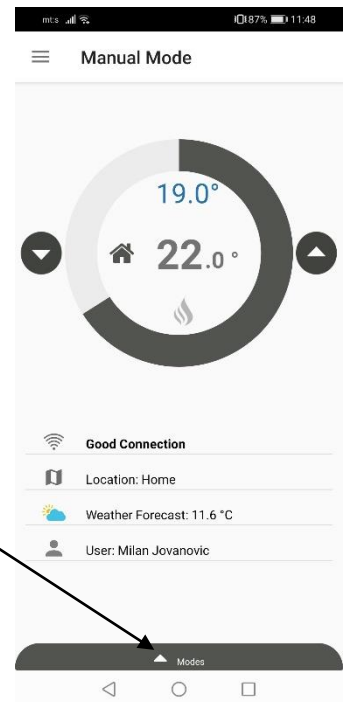 mt:s 87% 11:48
Manual Mode
19.0°
22.0 °
Good Connection
Location: Home
Weather Forecast: 11.6 °C
User: Milan Jovanovic
Modes